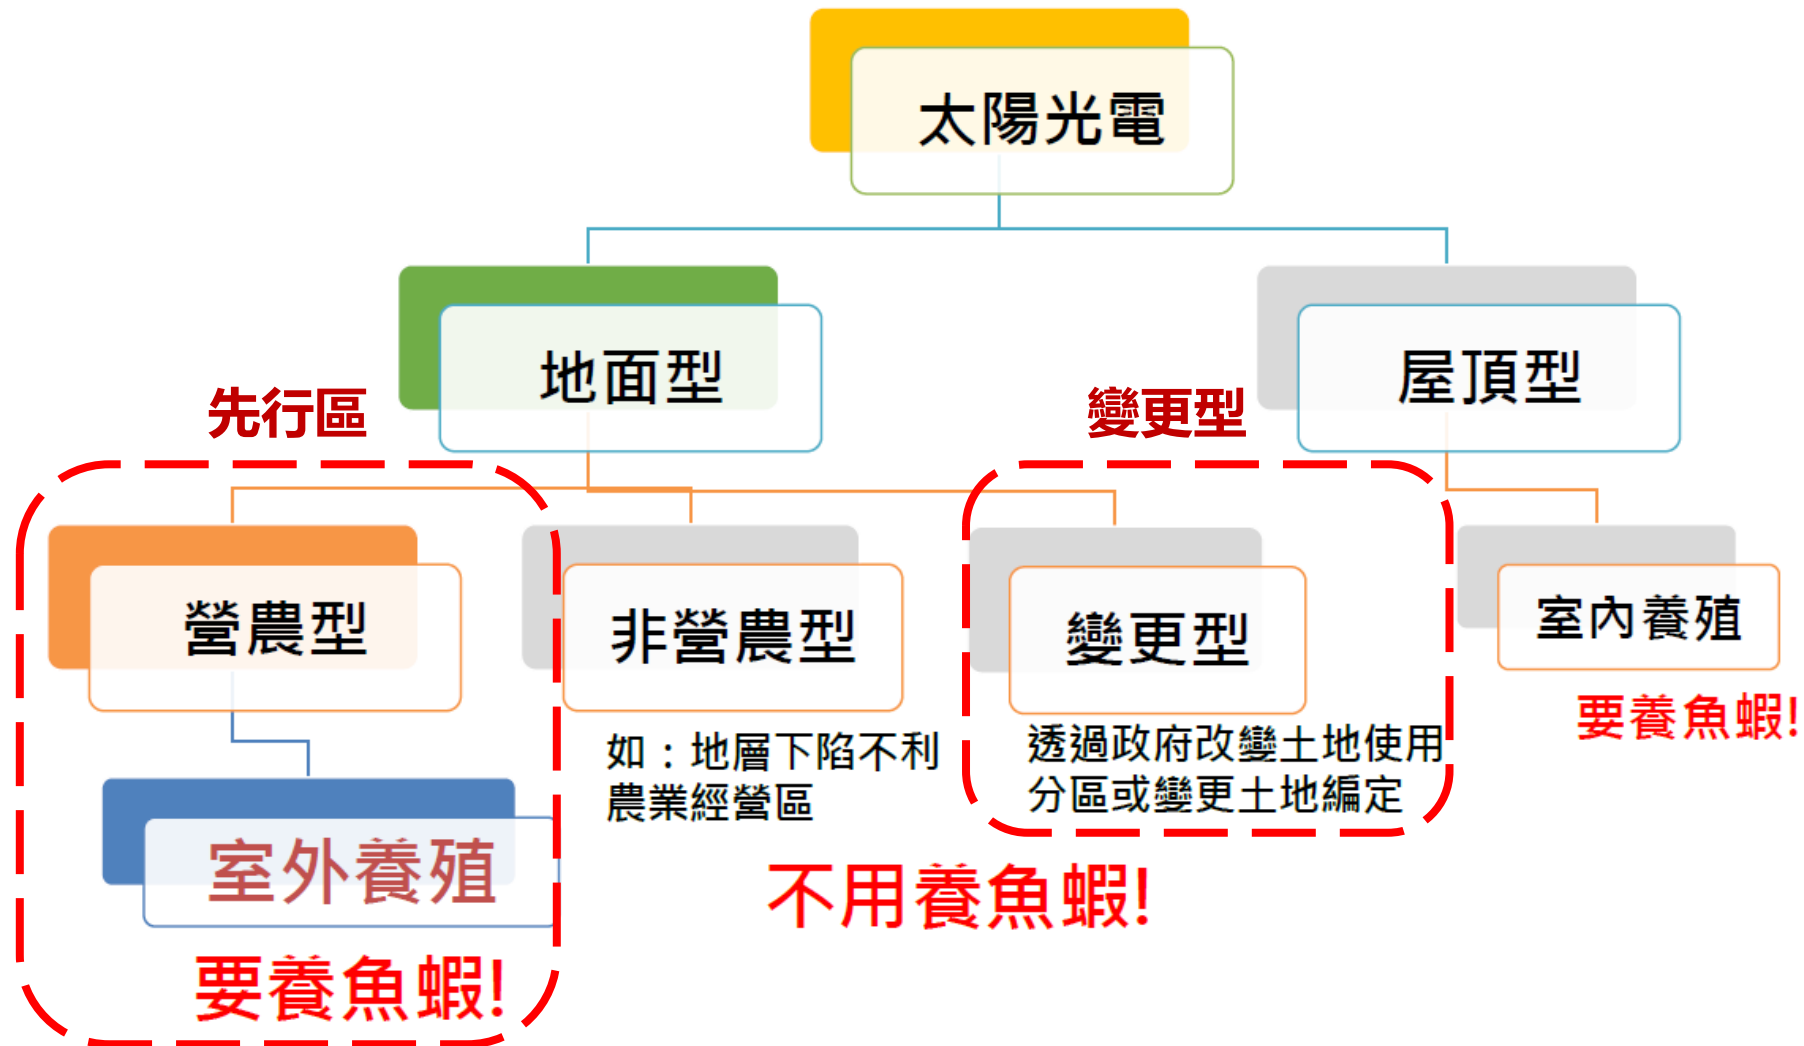 太陽光電
地面型
屋頂型
先行區
變更型
營農型
非營農型
變更型
室內養殖
如：地層下陷不利
農業經營區
透過政府改變土地使用
分區或變更土地編定
要養魚蝦!
室外養殖
不用養魚蝦!
要養魚蝦!